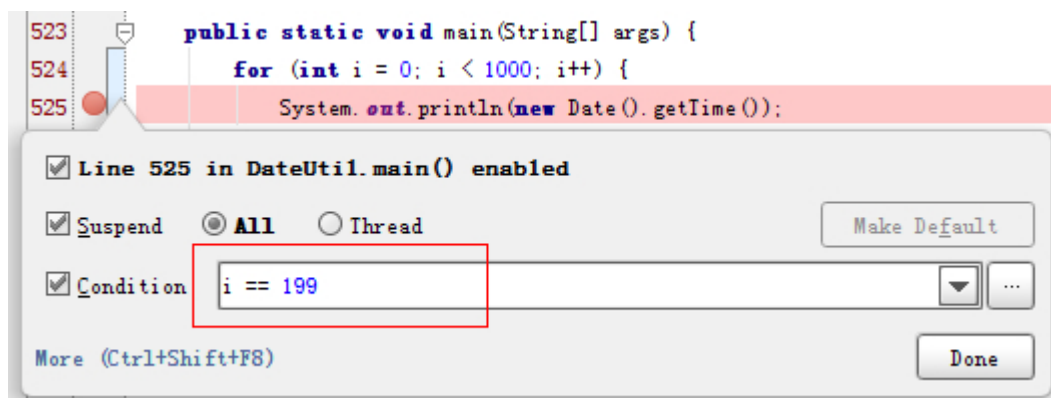 523 public static void main(String[] args) {
524 for (int i = 0; i < 1000; i++) {
525 System.out.println(new Date().getTime());
Line 525 in DateUtil.main() enabled
Suspend All Thread Make Default
Condition i == 199 ...
More (Ctrl+Shift+F8) Done